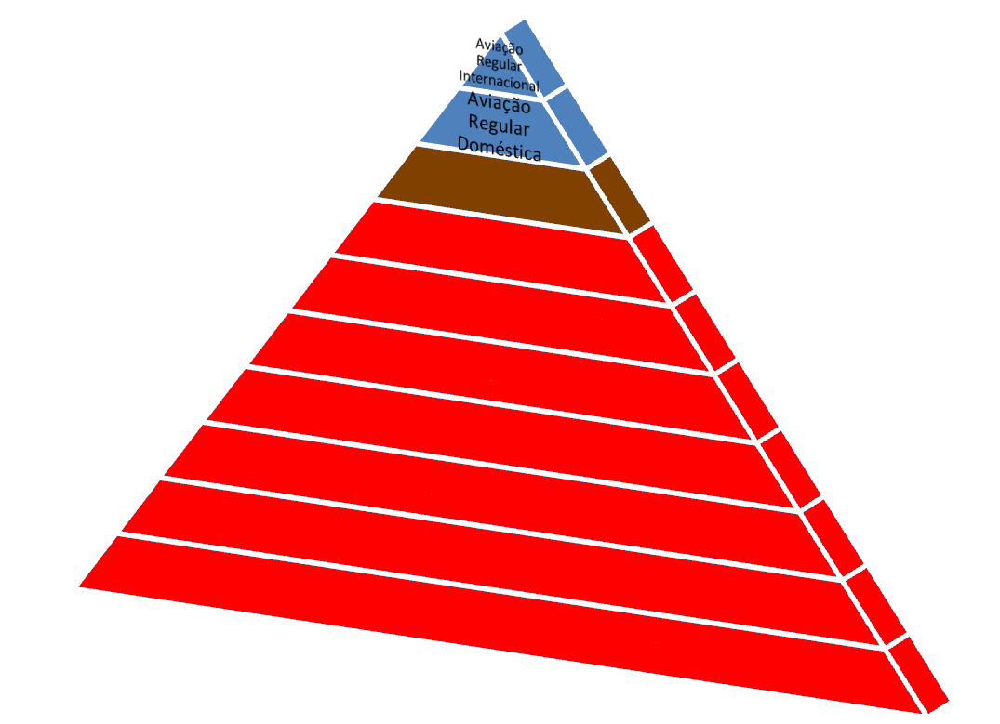 Aviação
Regular
Internacional
Aviação
Regular
Doméstica